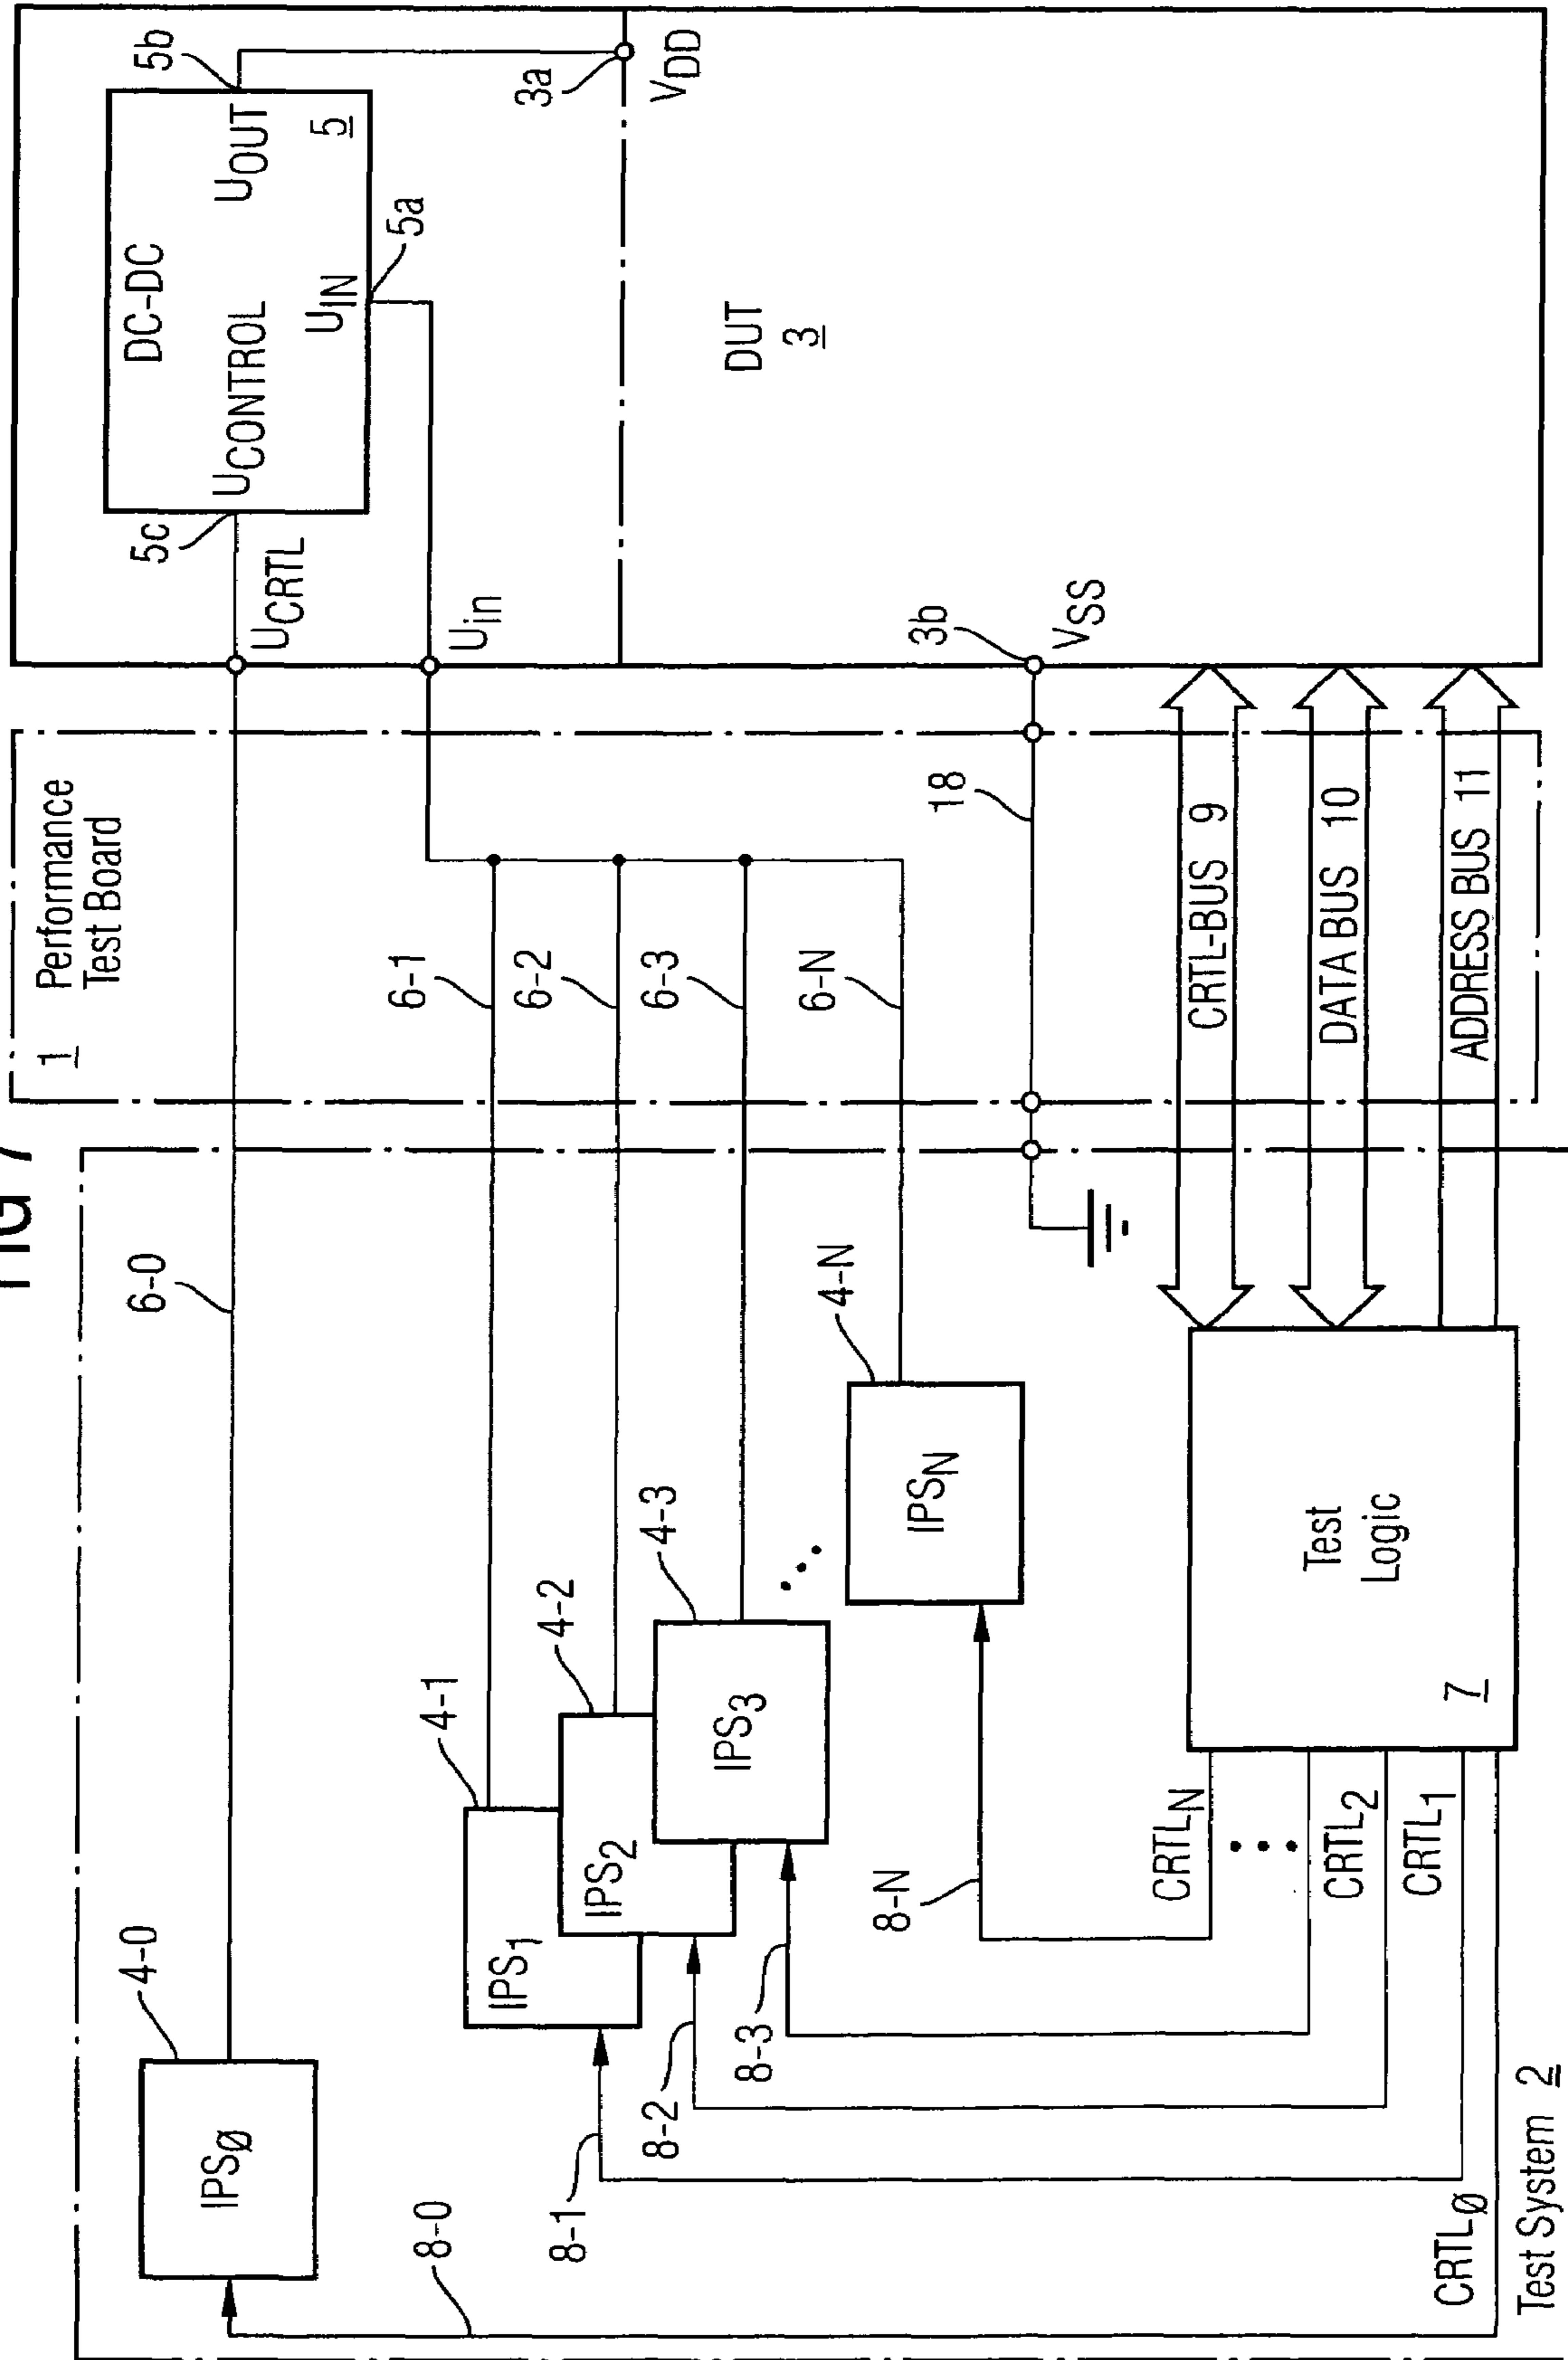 FIG 7
Test System 2
IPSØ
4-0
8-0
6-0
IPS1
4-1
8-1
IPS2
4-2
8-2
IPS3
4-3
8-3
IPSN
4-N
8-N
CRTLN
CRTL2
CRTL1
CRTLØ
Test
Logic
7
1 Performance
Test Board
6-1
6-2
6-3
6-N
18
CRTL-BUS 9
DATA BUS 10
ADDRESS BUS 11
UCRTL
Uin
3b
VSS
5c
DC-DC
UCONTROL
UOUT
UIN
5
5a
5b
3a
VDD
DUT
3